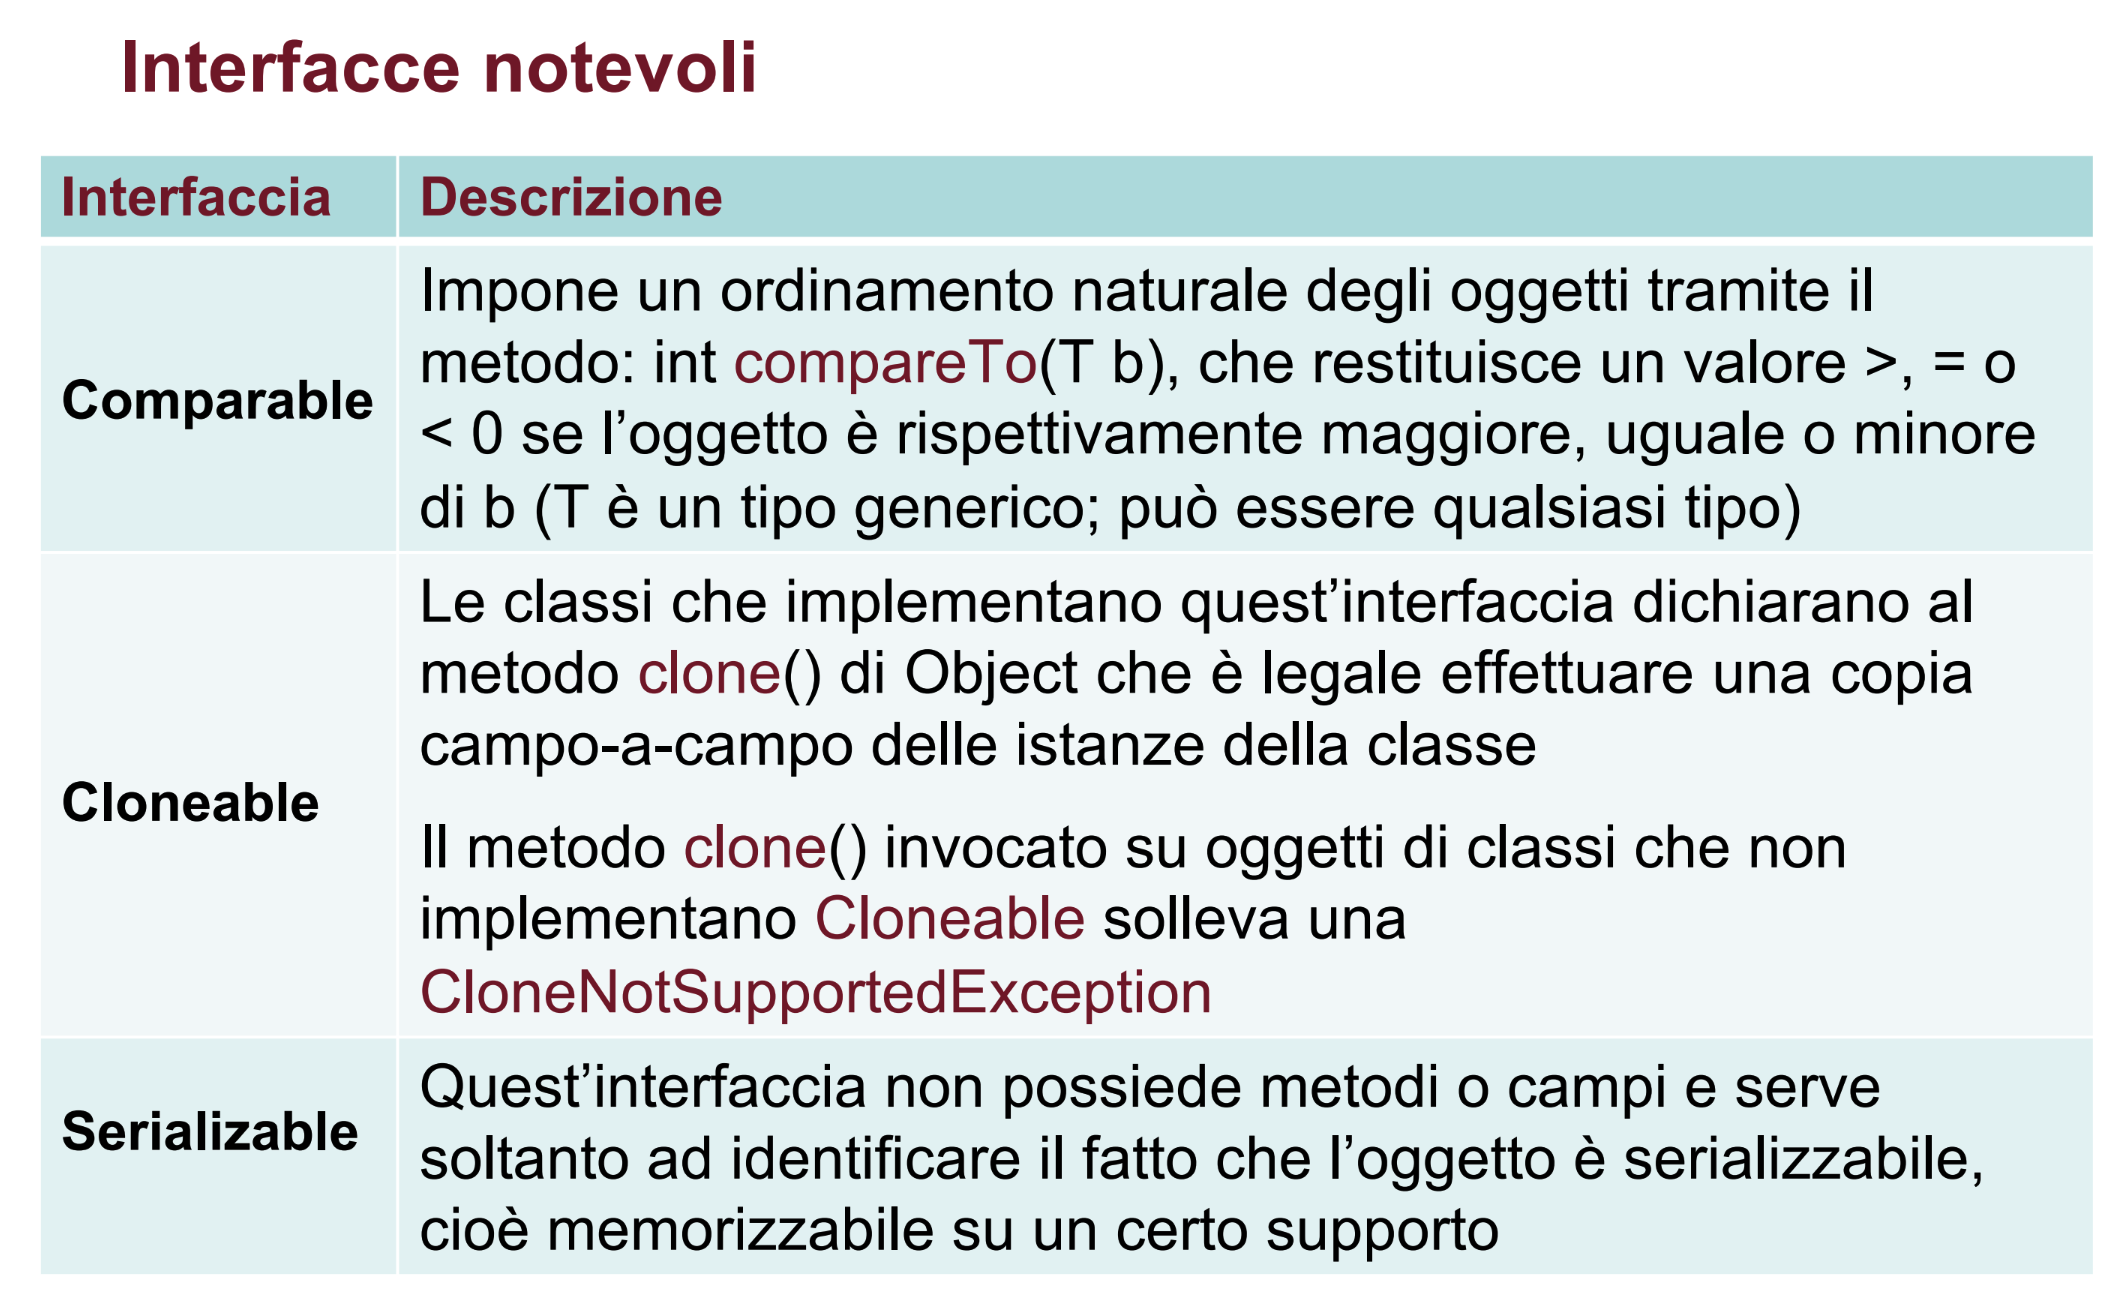 Interfacce notevoli
Interfaccia
Descrizione
Comparable
Impone un ordinamento naturale degli oggetti tramite il
metodo: int compareTo(T b), che restituisce un valore >, = o
< 0 se l’oggetto è rispettivamente maggiore, uguale o minore
di b (T è un tipo generico; può essere qualsiasi tipo)
Cloneable
Le classi che implementano quest’interfaccia dichiarano al
metodo clone() di Object che è legale effettuare una copia
campo-a-campo delle istanze della classe
Il metodo clone() invocato su oggetti di classi che non
implementano Cloneable solleva una
CloneNotSupportedException
Serializable
Quest’interfaccia non possiede metodi o campi e serve
soltanto ad identificare il fatto che l’oggetto è serializzabile,
cioè memorizzabile su un certo supporto